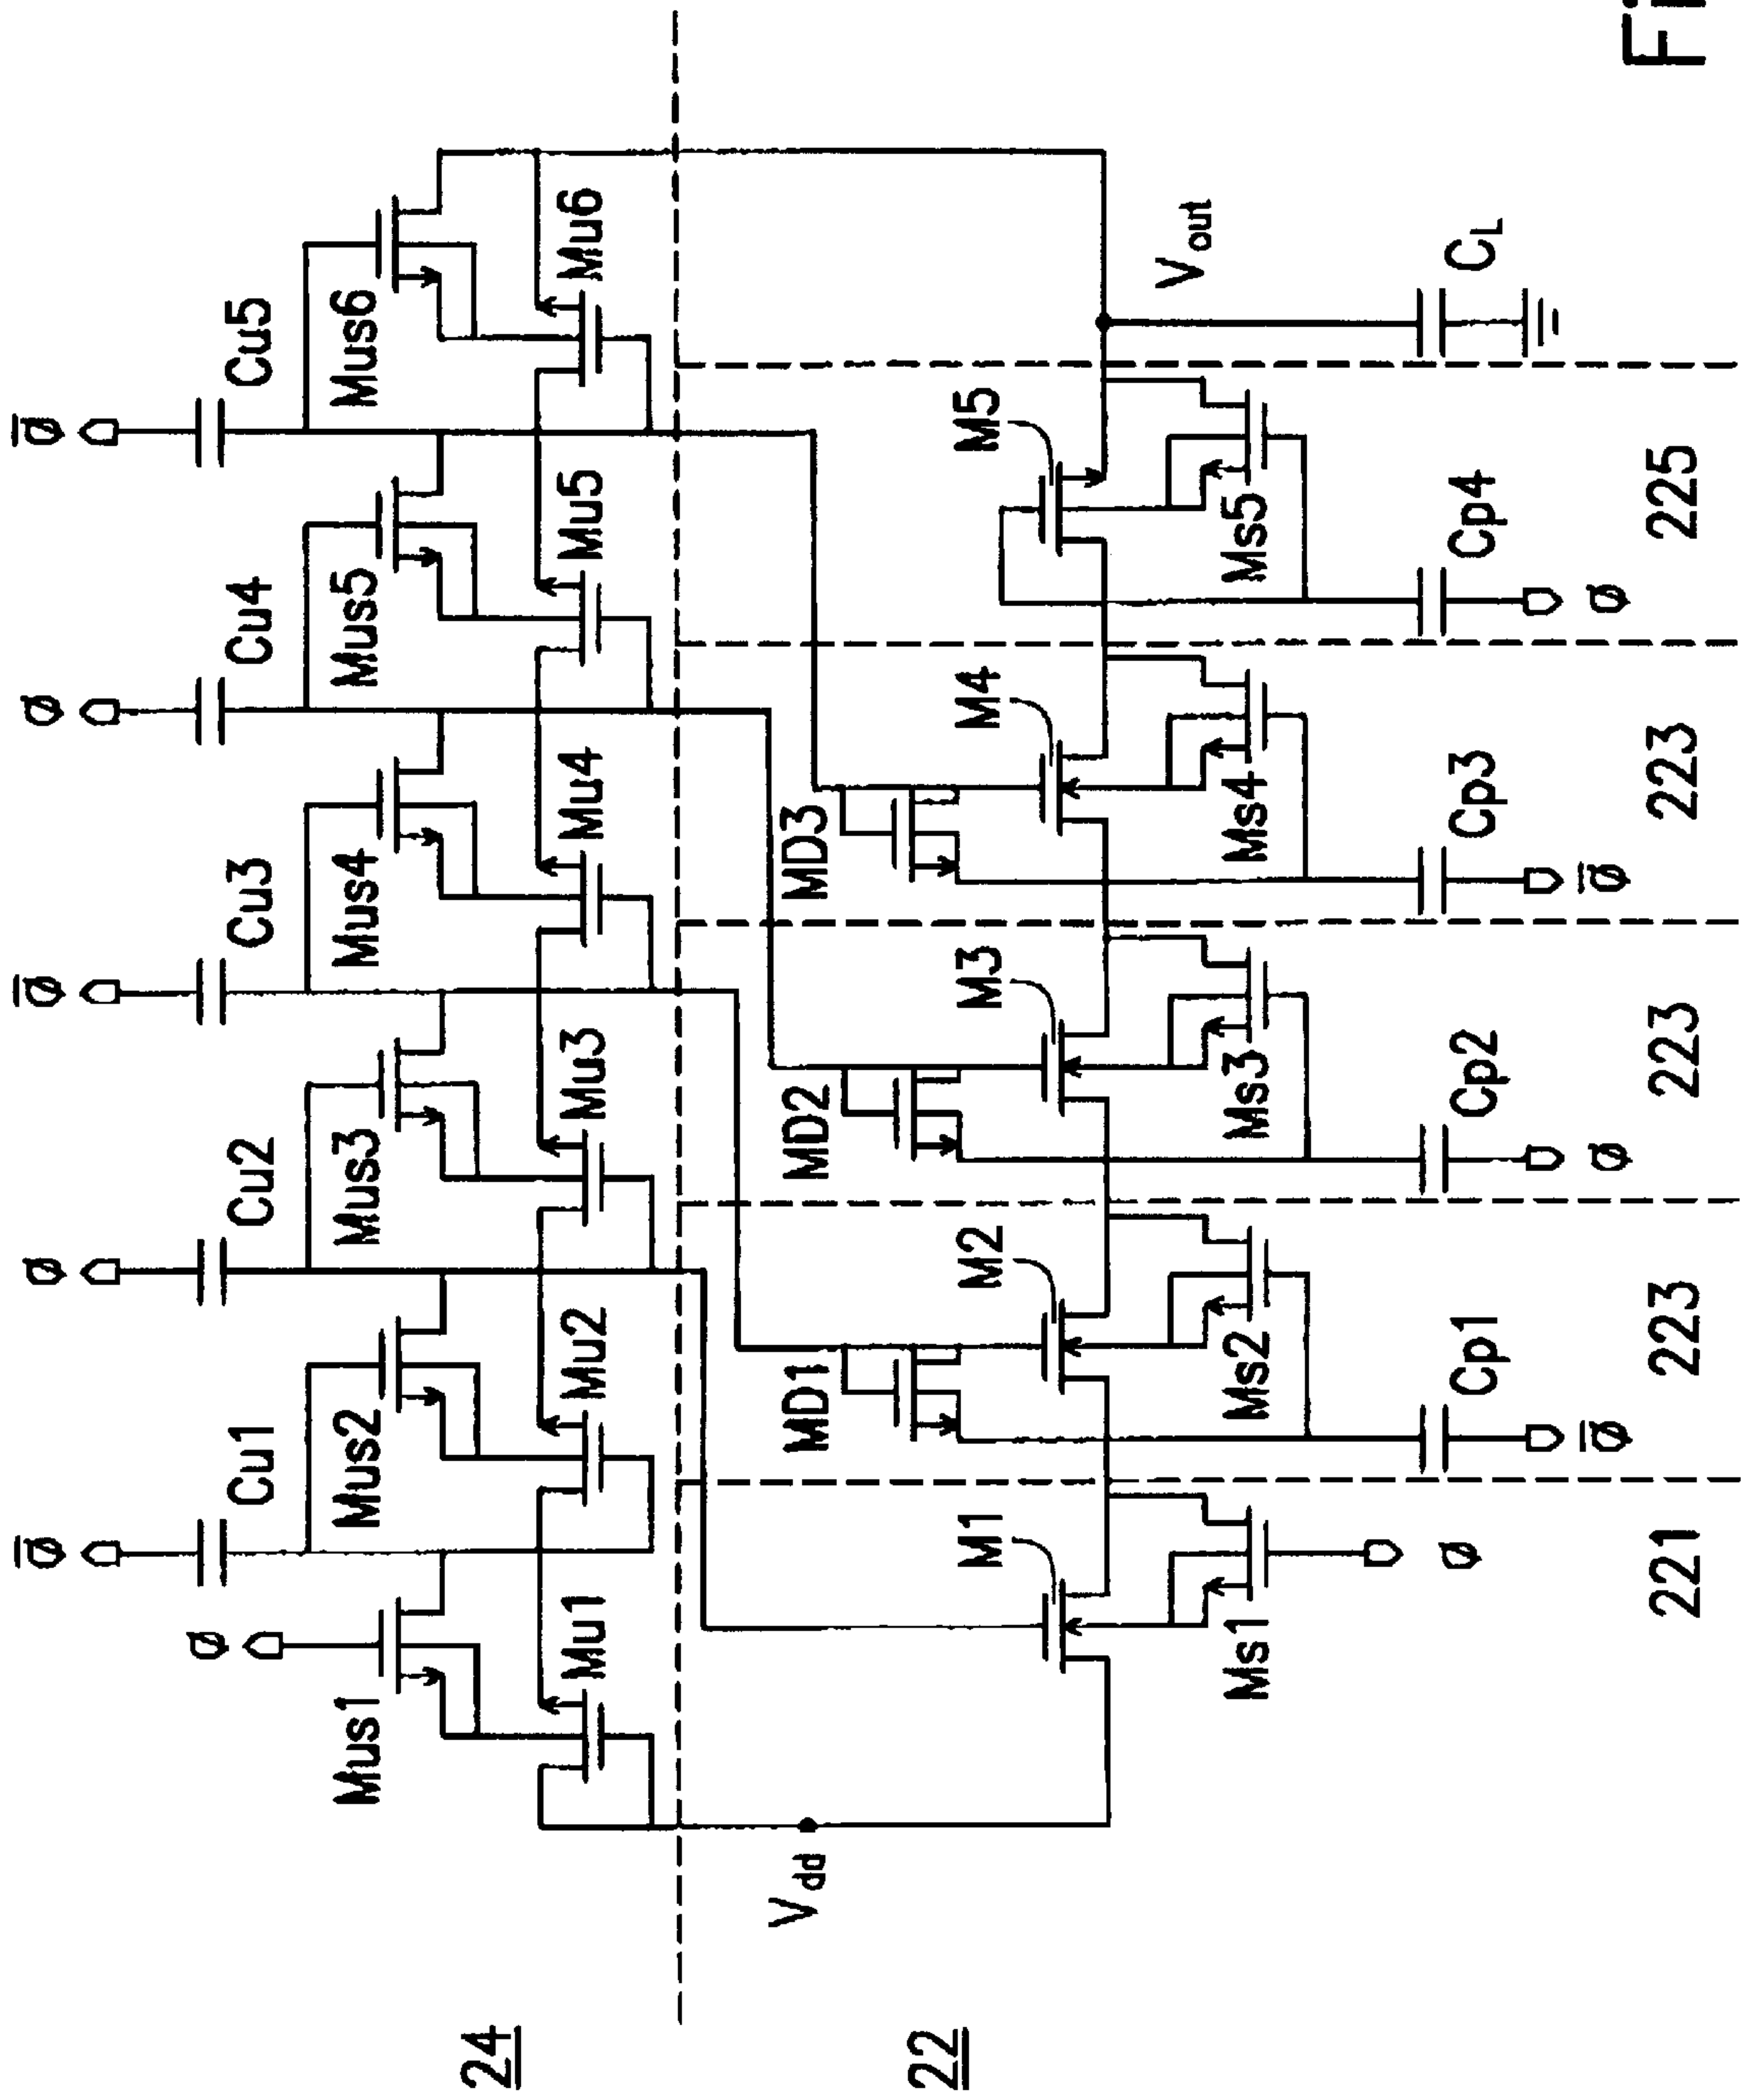 Ø̅ Ø Ø̅ Ø Ø̅
Ø
Cu1 Cu2 Cu3 Cu4 Cu5
Mus1 Mus2 Mus3 Mus4 Mus5 Mus6
24
Mu1 Mu2 Mu3 Mu4 Mu5 Mu6
Vdd
MD1 MD2 MD3
22
M1 M2 M3 M4 M5
Vout
Ms1 Ms2 Ms3 Ms4 Ms5
Ø
Cp1 Cp2 Cp3 Cp4 CL
Ø̅ Ø Ø̅ Ø
221 223 223 223 225
Fi